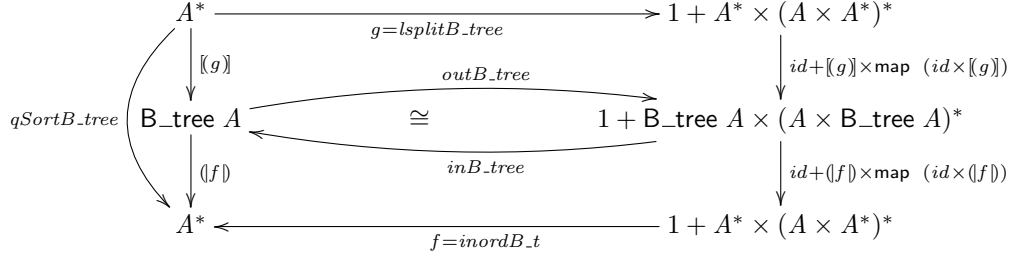 A* 1 + A* × (A × A*)*
g=lsplitB_tree
[(g)] id+[(g)]×map (id×[(g)])
outB_tree
qSortB_tree B_tree A ≅ 1 + B_tree A × (A × B_tree A)*
inB_tree
(|f|) id+(|f|)×map (id×(|f|))
A* 1 + A* × (A × A*)*
f=inordB_t